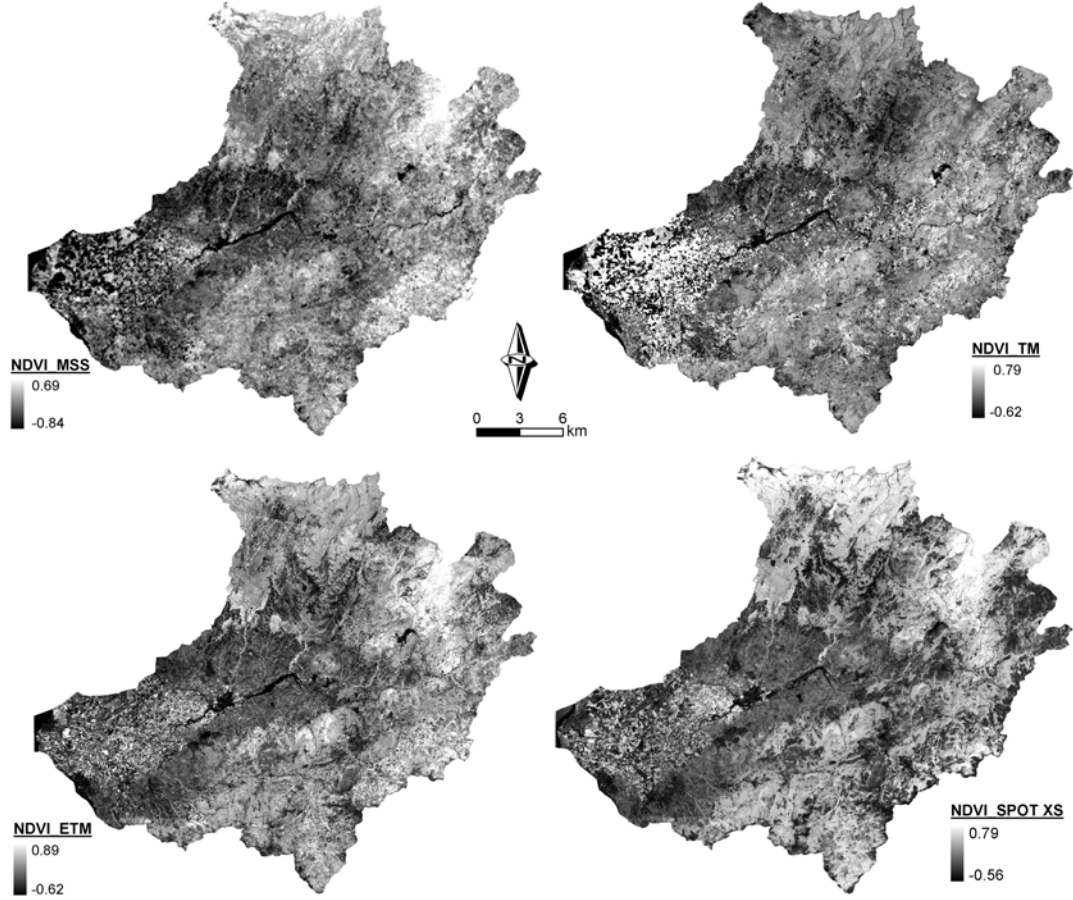 NDVI_MSS
0.69
-0.84
N
0 3 6
km
NDVI_TM
0.79
-0.62
NDVI_ETM
0.89
-0.62
NDVI_SPOT XS
0.79
-0.56